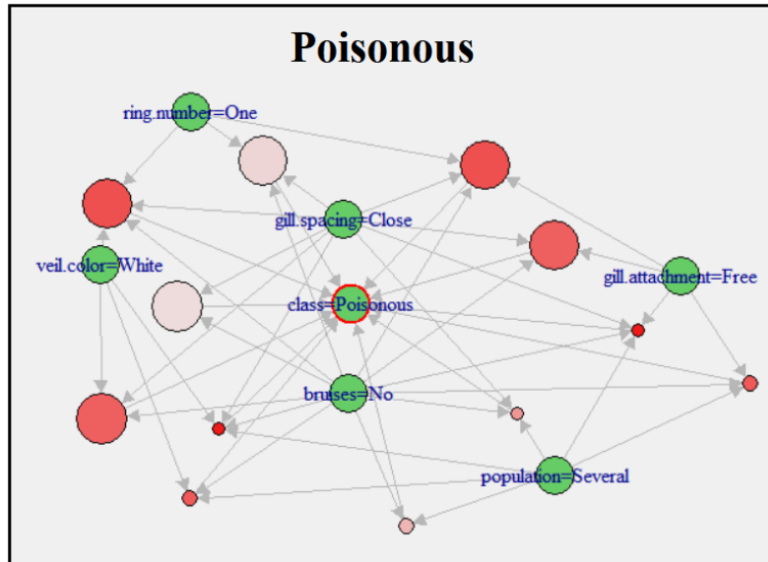 Poisonous
ring.number=One
gill.spacing=Close
veil.color=White
gill.attachment=Free
class=Poisonous
bruises=No
population=Several